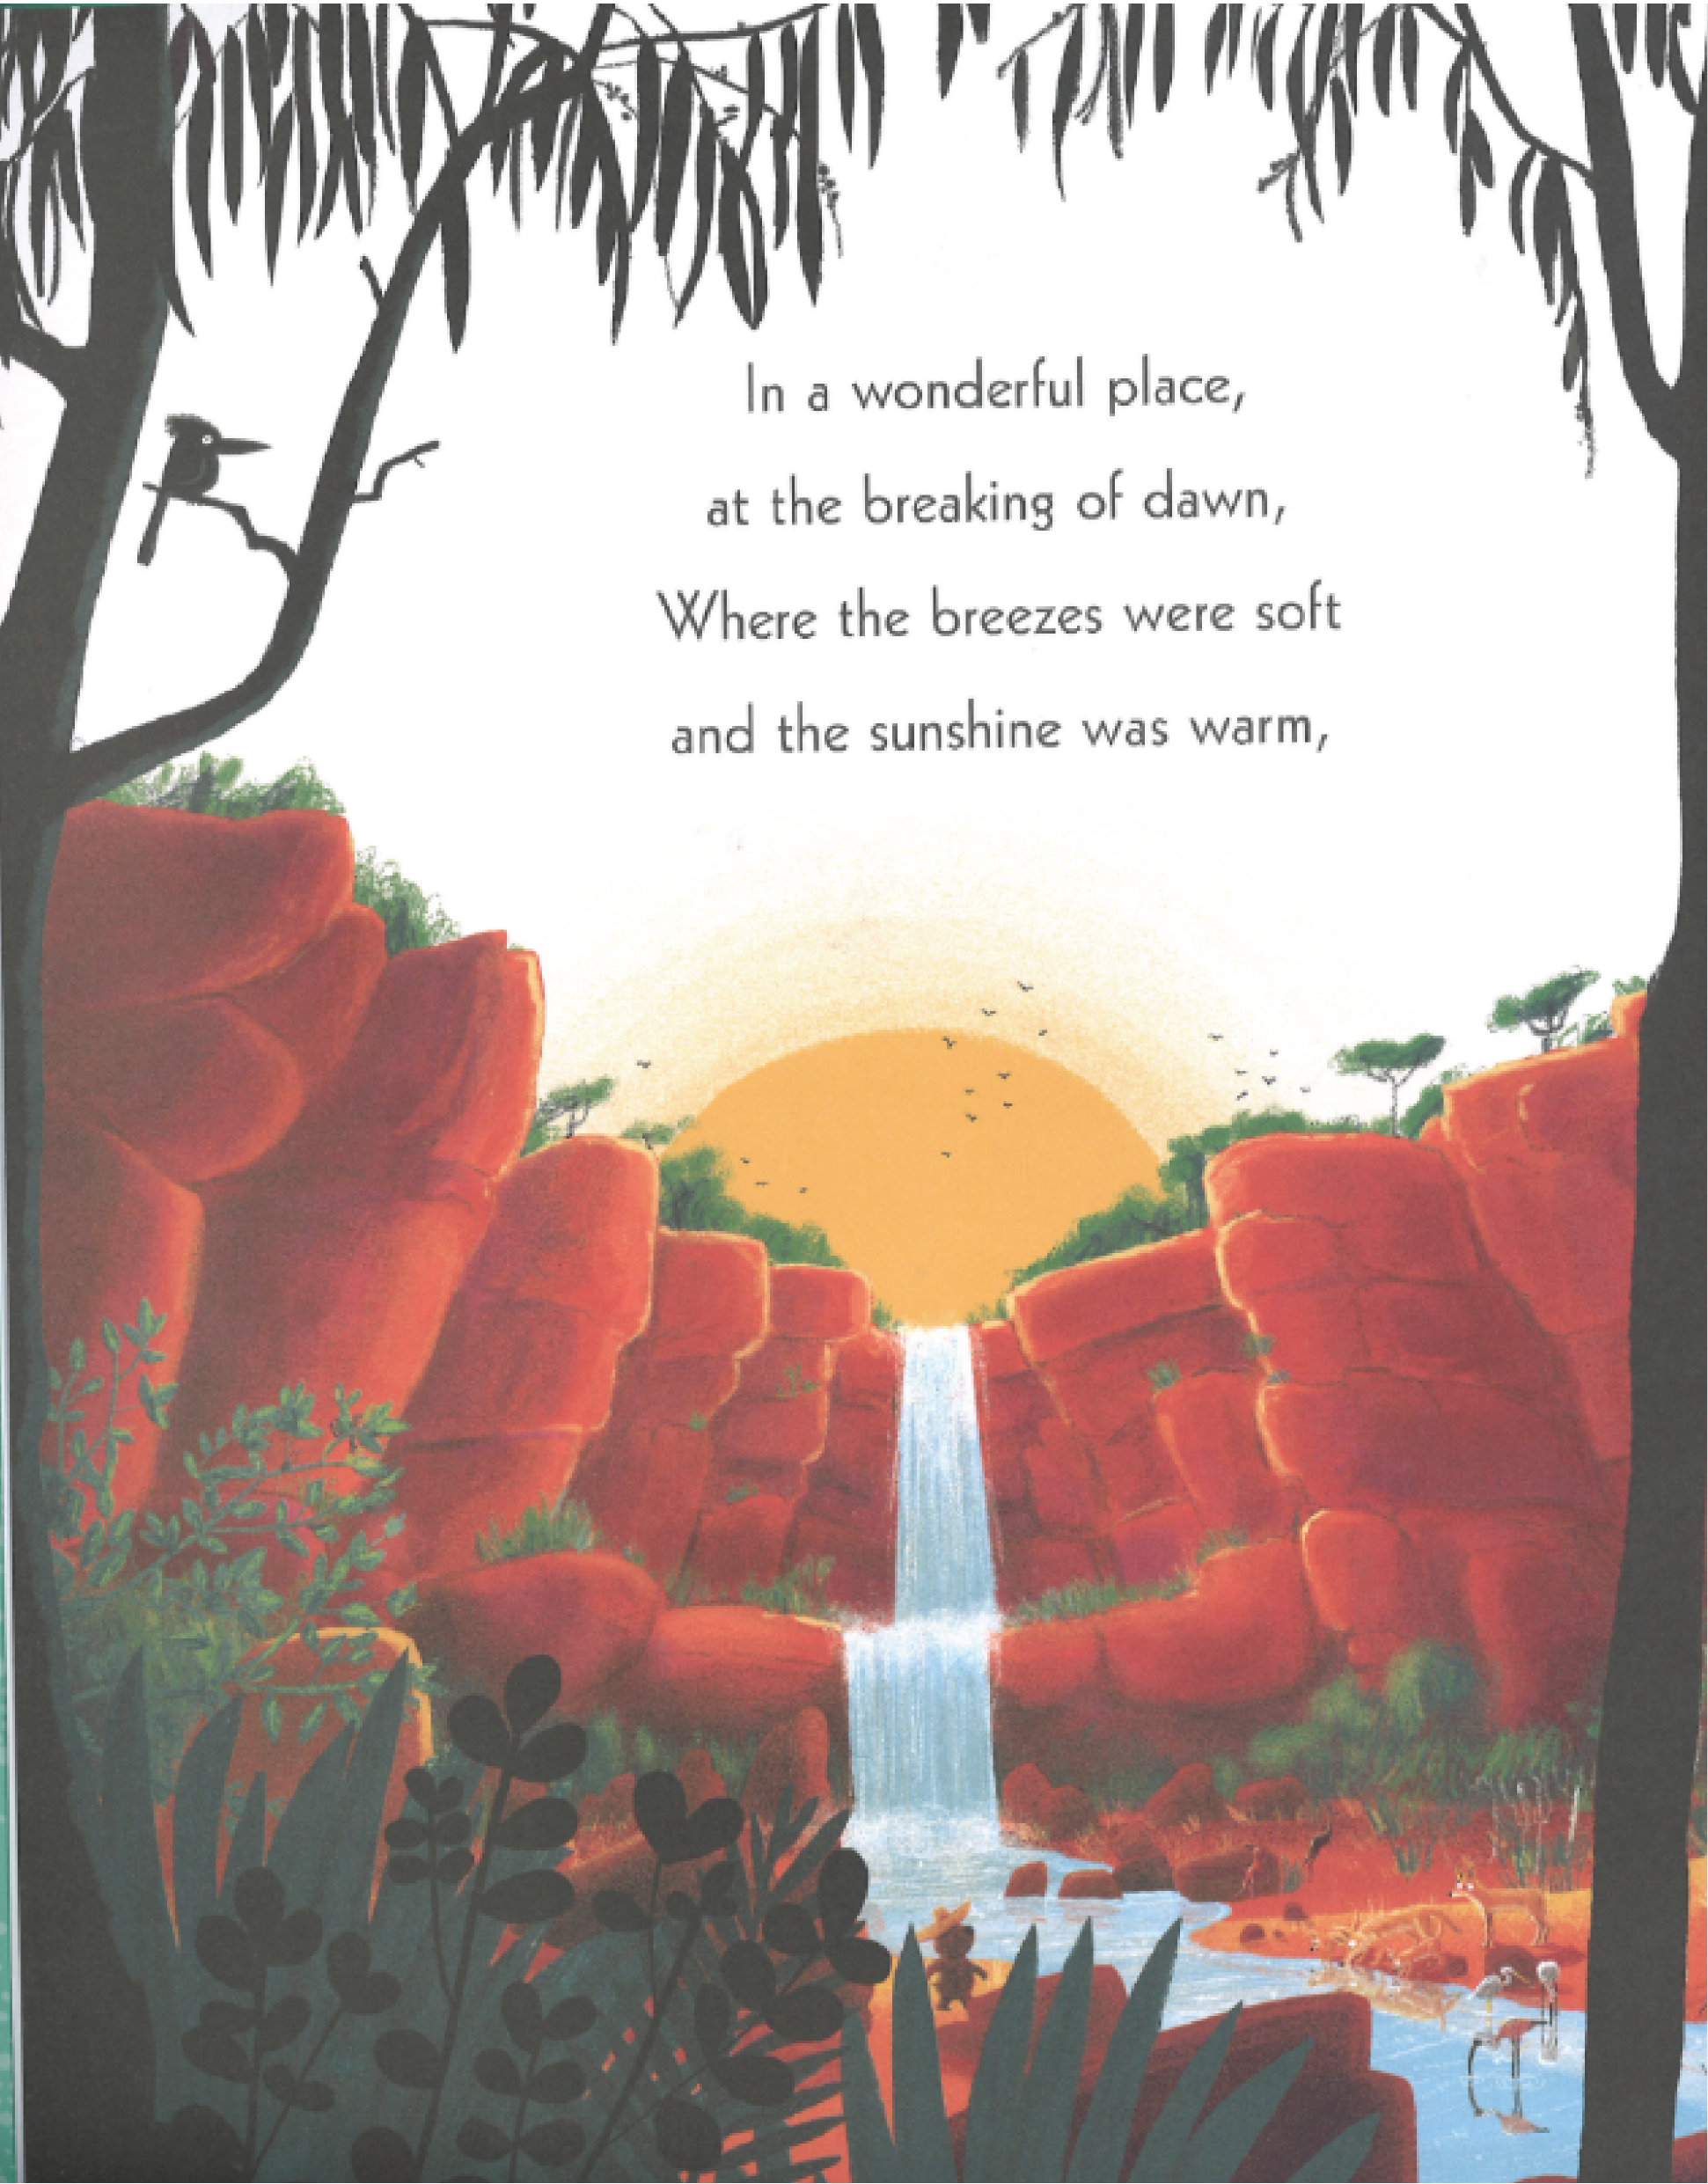 In a wonderful place,
at the breaking of dawn,
Where the breezes were soft
and the sunshine was warm,